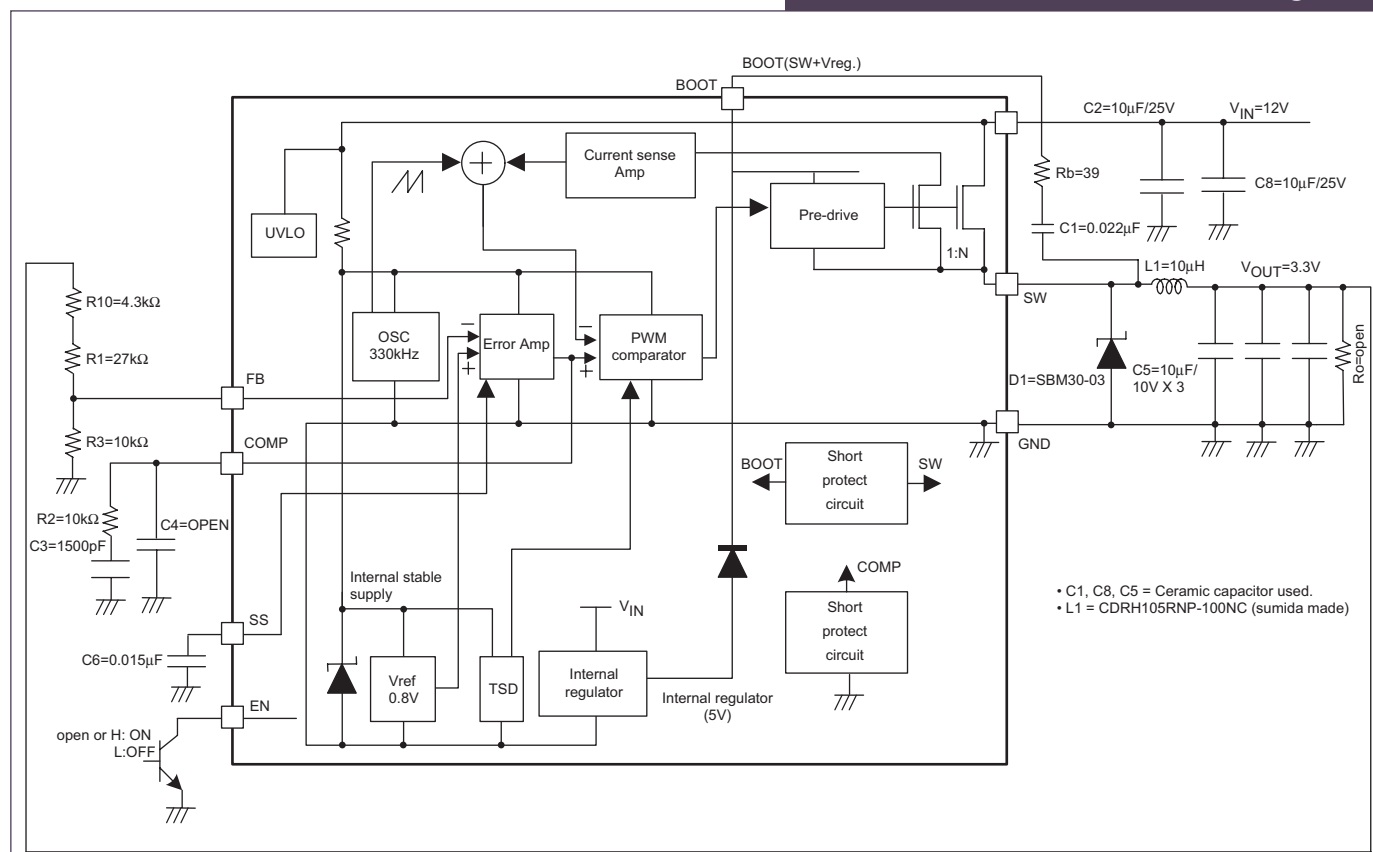 BOOT(SW+Vreg.)
BOOT
C2=10μF/25V
VIN=12V
Current sense
Amp
Rb=39
C8=10μF/25V
Pre-drive
UVLO
C1=0.022μF
1:N
L1=10μH
VOUT=3.3V
SW
R10=4.3kΩ
OSC
330kHz
−
Error Amp
+
−
PWM
comparator
+
R1=27kΩ
D1=SBM30-03
C5=10μF/
10V X 3
Ro=open
FB
R3=10kΩ
COMP
GND
BOOT
Short
protect
circuit
SW
R2=10kΩ
C4=OPEN
C3=1500pF
Internal stable
supply
VIN
COMP
Short
protect
circuit
• C1, C8, C5 = Ceramic capacitor used.
• L1 = CDRH105RNP-100NC (sumida made)
SS
C6=0.015μF
Vref
0.8V
TSD
Internal
regulator
Internal regulator
(5V)
EN
open or H: ON
L:OFF